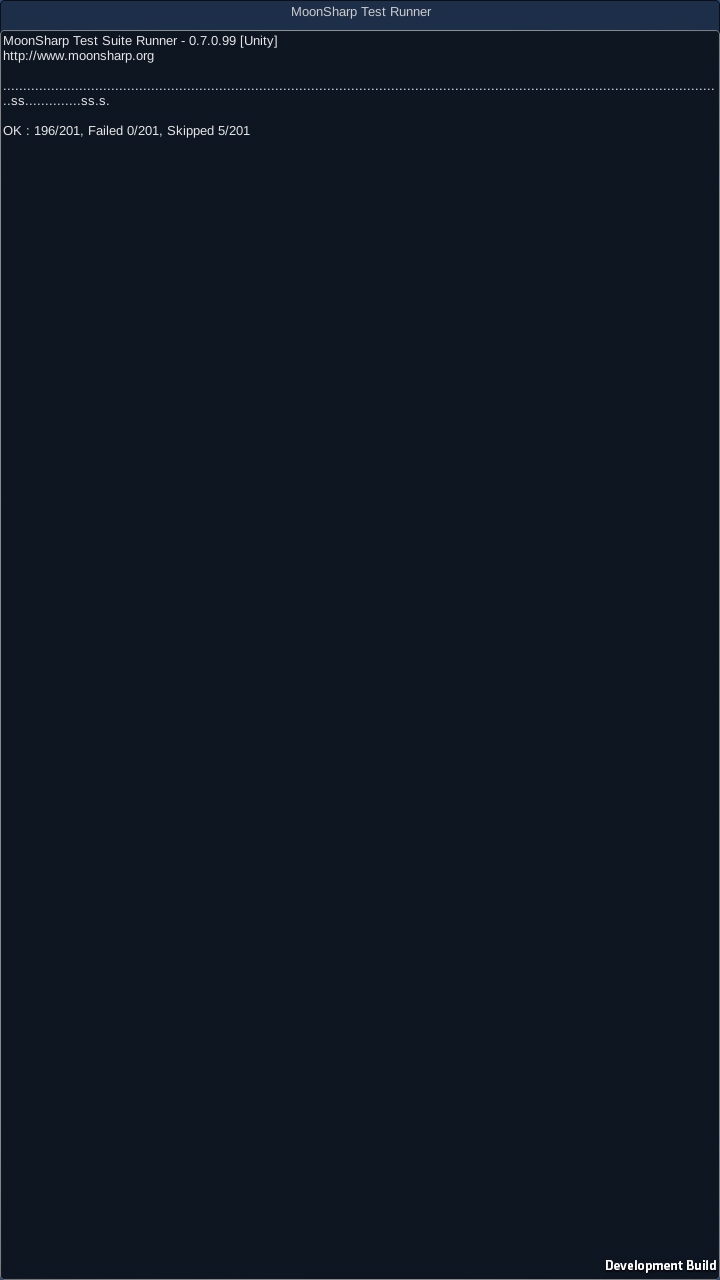 MoonSharp Test Runner
MoonSharp Test Suite Runner - 0.7.0.99 [Unity]
http://www.moonsharp.org
..................................................................................................................................................................................
..ss..............ss.s.
OK : 196/201, Failed 0/201, Skipped 5/201
Development Build